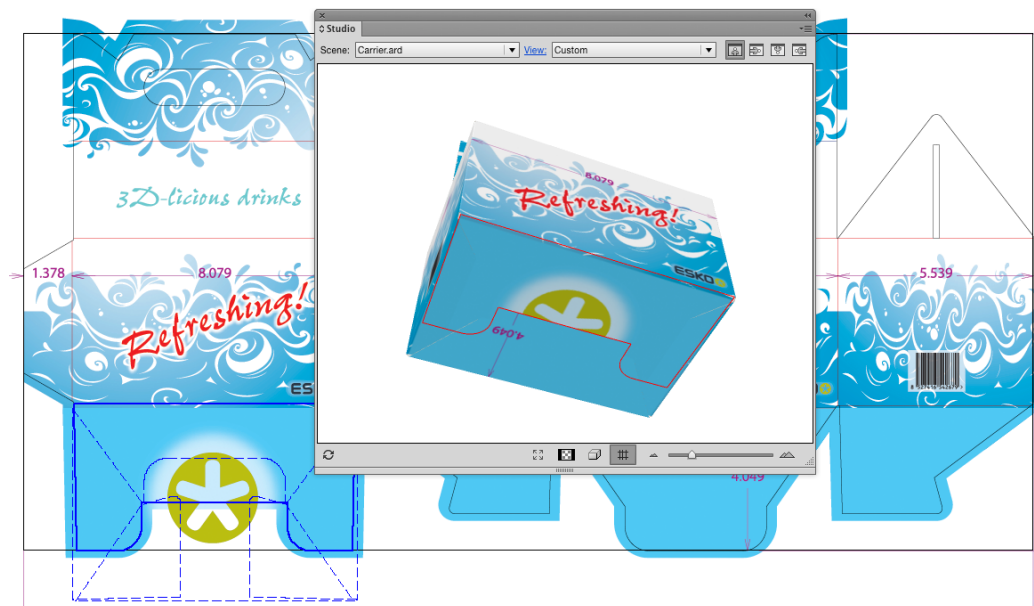 Studio
Scene: Carrier.ard View: Custom
3D-licious drinks
8.079
Refreshing!
ESKO
4.049
1.378
8.079
5.539
Refreshing!
ES
4.049